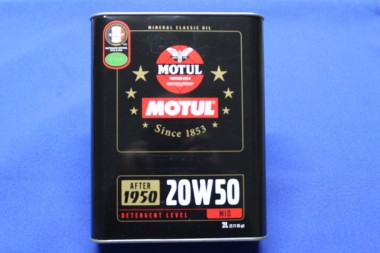 MINERAL CLASSIC OIL
MOTUL
MOTUL
Since 1853
AFTER
1950
20W50
DETERGENT LEVEL
MID
2L